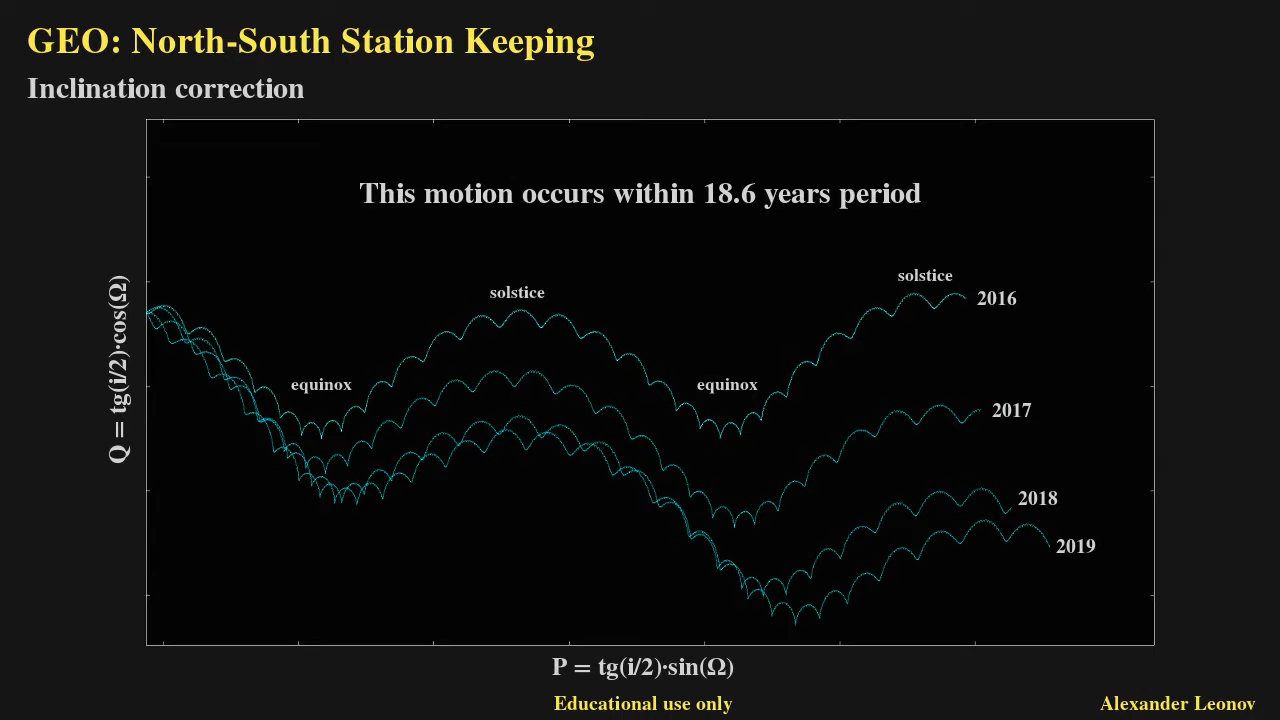 GEO: North-South Station Keeping
Inclination correction
This motion occurs within 18.6 years period
solstice
solstice
2016
equinox
equinox
2017
2018
2019
Q = tg(i/2)·cos(Ω)
P = tg(i/2)·sin(Ω)
Educational use only
Alexander Leonov